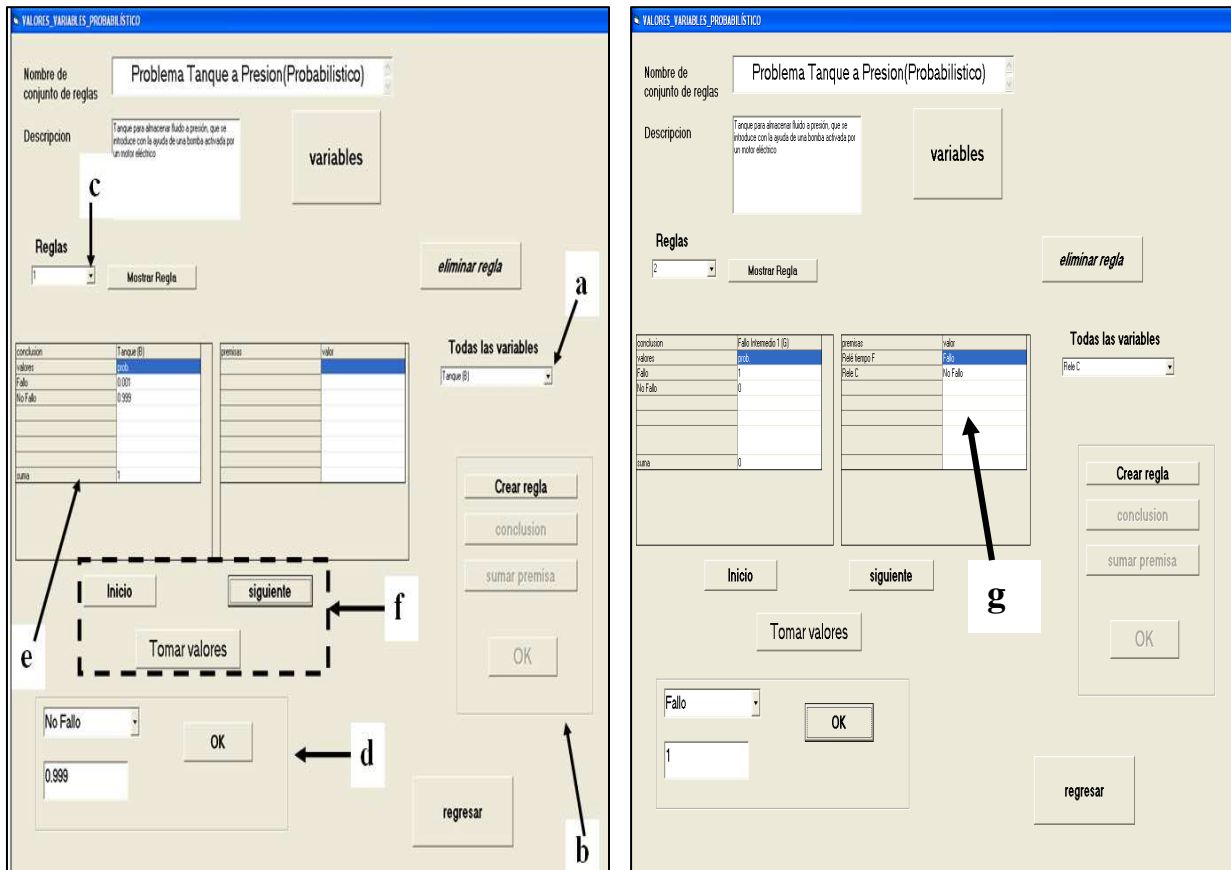 VALORES_VARIABLES_PROBABILÍSTICO
Nombre de
conjunto de reglas
Problema Tanque a Presion(Probabilistico)
Descripcion
Tanque para almacenar fluido a presión, que se
introduce con la ayuda de una bomba activada por
un motor eléctrico
variables
c
Reglas
1
Mostrar Regla
eliminar regla
a
Todas las variables
Tanque (B)
conclusion Tanque (B)
valores prob.
Fallo 0.001
No Fallo 0.999
suma 1
premisas valor
Crear regla
conclusion
sumar premisa
OK
Inicio
siguiente
f
Tomar valores
e
No Fallo
OK
0.999
d
regresar
b
VALORES_VARIABLES_PROBABILÍSTICO
Nombre de
conjunto de reglas
Problema Tanque a Presion(Probabilistico)
Descripcion
Tanque para almacenar fluido a presión, que se
introduce con la ayuda de una bomba activada por
un motor eléctrico
variables
Reglas
2
Mostrar Regla
eliminar regla
Todas las variables
Rele C
conclusion Fallo Intermedio 1 (G)
valores prob.
Fallo 1
No Fallo 0
suma 0
premisas valor
Relé tiempo F Fallo
Rele C No Fallo
g
Crear regla
conclusion
sumar premisa
OK
Inicio
siguiente
Tomar valores
Fallo
OK
1
regresar